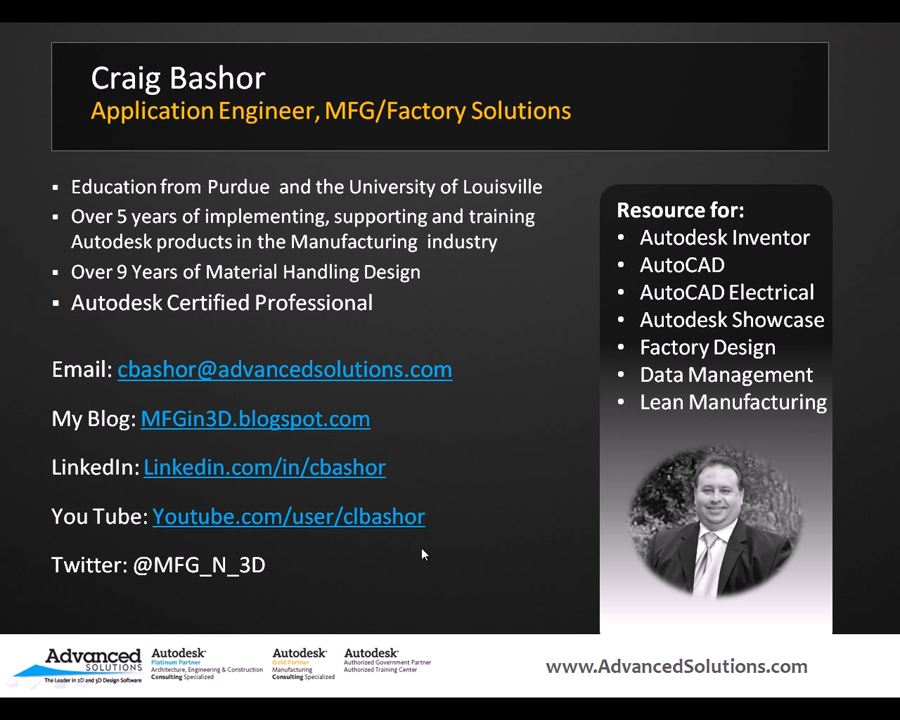 Craig Bashor
Application Engineer, MFG/Factory Solutions
▪ Education from Purdue and the University of Louisville
▪ Over 5 years of implementing, supporting and training
Autodesk products in the Manufacturing industry
▪ Over 9 Years of Material Handling Design
▪ Autodesk Certified Professional
Email: cbashor@advancedsolutions.com
My Blog: MFGin3D.blogspot.com
LinkedIn: Linkedin.com/in/cbashor
You Tube: Youtube.com/user/clbashor
Twitter: @MFG_N_3D
Resource for:
• Autodesk Inventor
• AutoCAD
• AutoCAD Electrical
• Autodesk Showcase
• Factory Design
• Data Management
• Lean Manufacturing
Advanced
SOLUTIONS
The Leader in 2D and 3D Design Software
Autodesk
Platinum Partner
Architecture, Engineering & Construction
Consulting Specialized
Autodesk
Gold Partner
Manufacturing
Consulting Specialized
Autodesk
Authorized Government Partner
Authorized Training Center
www.AdvancedSolutions.com